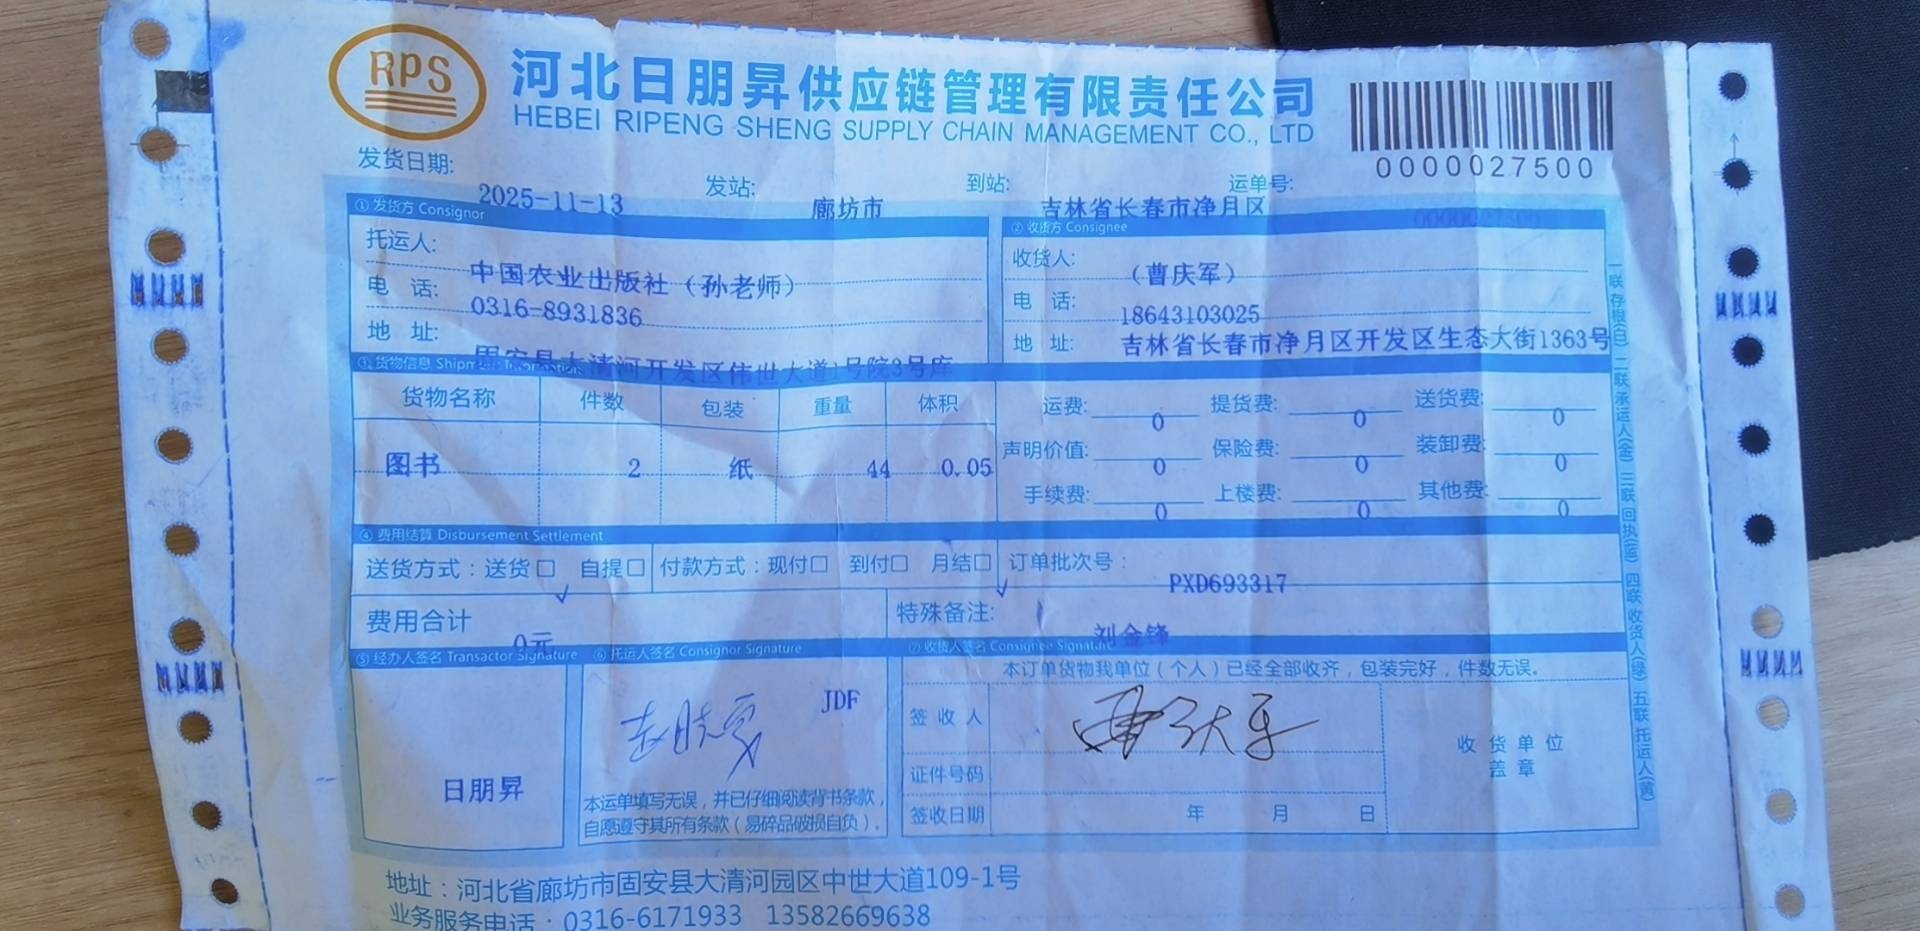 RPS
河北日朋昇供应链管理有限责任公司
HEBEI RIPENG SHENG SUPPLY CHAIN MANAGEMENT CO., LTD
0000027500
发货日期: 2025-11-13 发站: 廊坊市 到站: 吉林省长春市净月区 运单号: 0000027500
① 发货方 Consignor
托运人: 中国农业出版社（孙老师）
电 话: 0316-8931836
地 址: 固安县大清河开发区伟世大道1号院3号库
② 收货方 Consignee
收货人: （曹庆军）
电 话: 18643103025
地 址: 吉林省长春市净月区开发区生态大街1363号
货物信息 Shipment Information
货物名称 件数 包装 重量 体积
图书 2 纸 44 0.05
运费: 0 提货费: 0 送货费: 0
声明价值: 0 保险费: 0 装卸费: 0
手续费: 0 上楼费: 0 其他费: 0
④ 费用结算 Disbursement Settlement
送货方式：送货□ 自提□ 付款方式：现付□ 到付□ 月结□ 订单批次号： PXD693317
√ √
费用合计 0元 特殊备注: 刘金锋
⑤ 经办人签名 Transactor Signature
日朋昇
⑥ 托运人签名 Consignor Signature
JDF
本运单填写无误，并已仔细阅读背书条款，
自愿遵守其所有条款（易碎品破损自负）。
⑦ 收货人签名 Consignee Signature
本订单货物我单位（个人）已经全部收齐，包装完好，件数无误。
签 收 人
证件号码
签收日期 年 月 日
收 货 单 位
盖 章
一联存根(白) 二联承运人(金) 三联回执(蓝) 四联收货人(绿) 五联托运人(黄)
地址：河北省廊坊市固安县大清河园区中世大道109-1号
业务服务电话：0316-6171933 13582669638